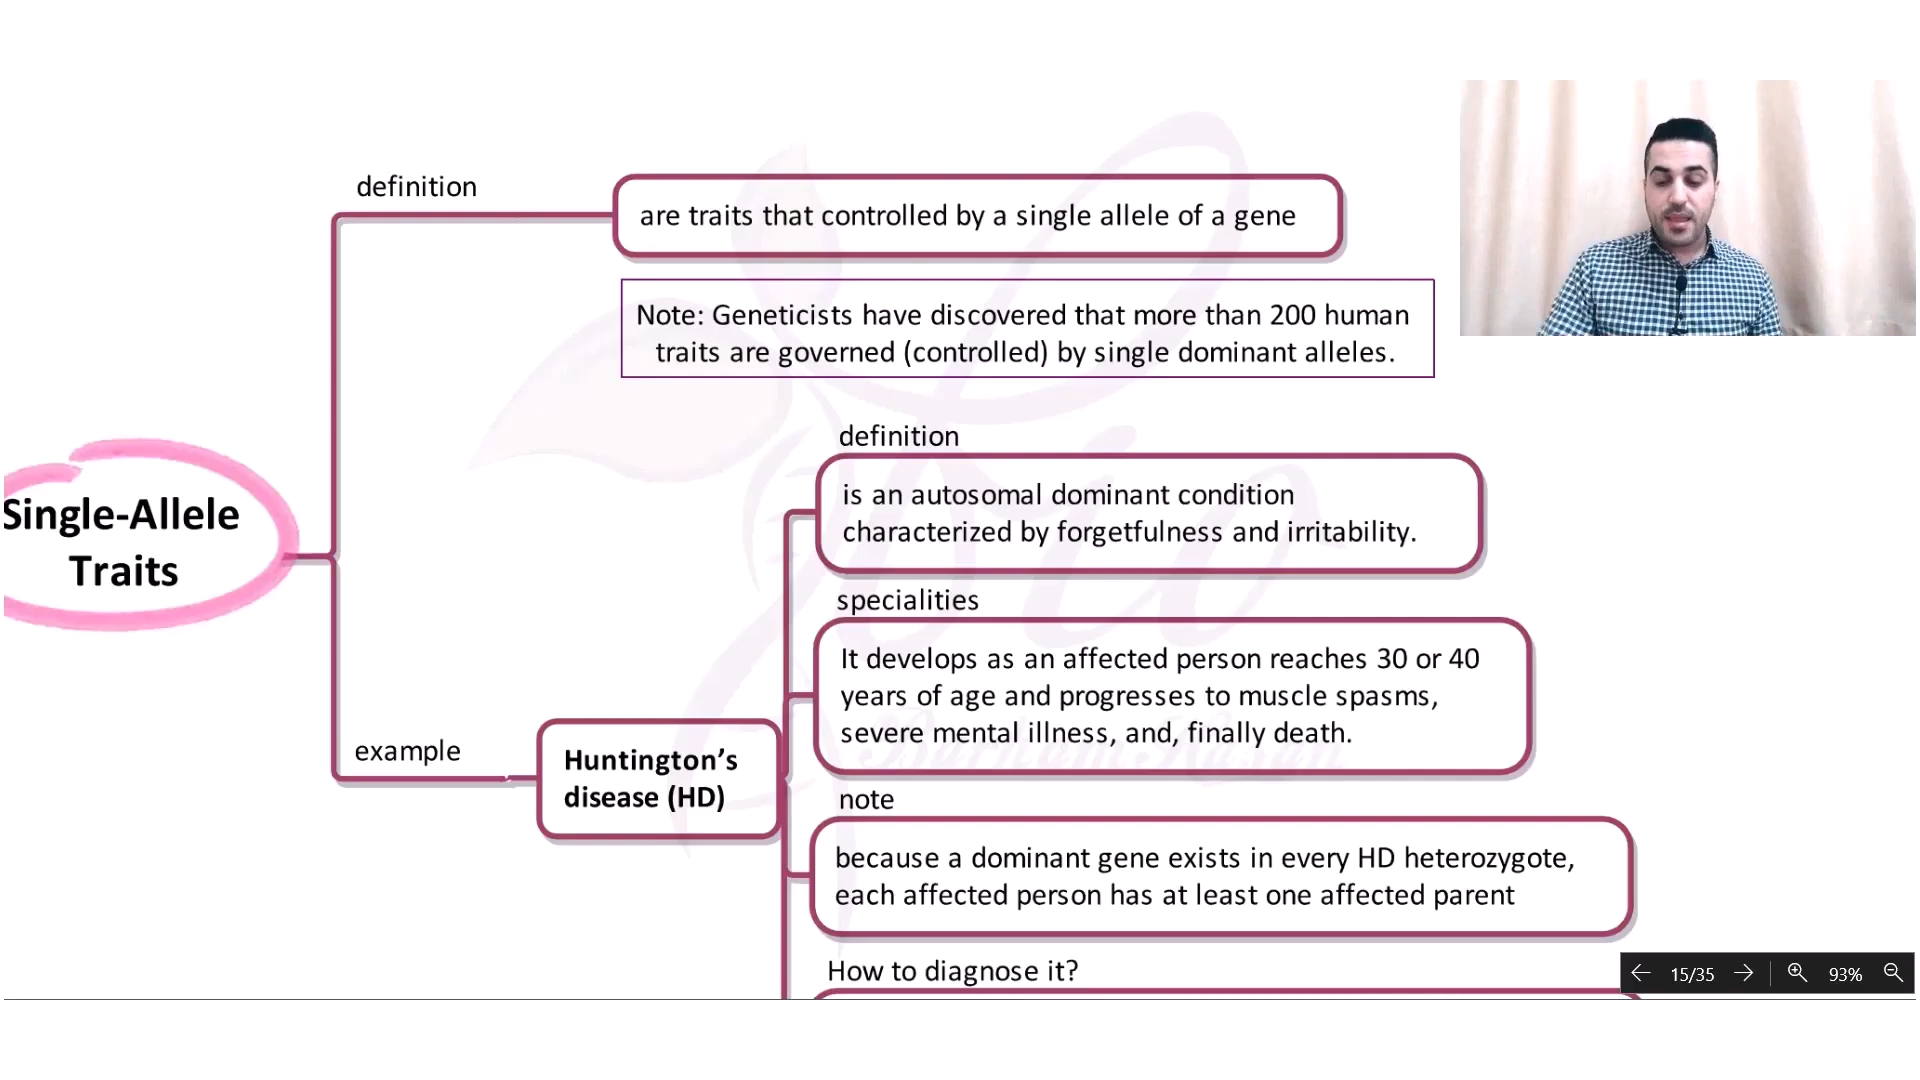 definition
are traits that controlled by a single allele of a gene
Note: Geneticists have discovered that more than 200 human
traits are governed (controlled) by single dominant alleles.
Single-Allele
Traits
definition
is an autosomal dominant condition
characterized by forgetfulness and irritability.
specialities
It develops as an affected person reaches 30 or 40
years of age and progresses to muscle spasms,
severe mental illness, and, finally death.
example
Huntington’s
disease (HD)
note
because a dominant gene exists in every HD heterozygote,
each affected person has at least one affected parent
How to diagnose it?
15/35
93%